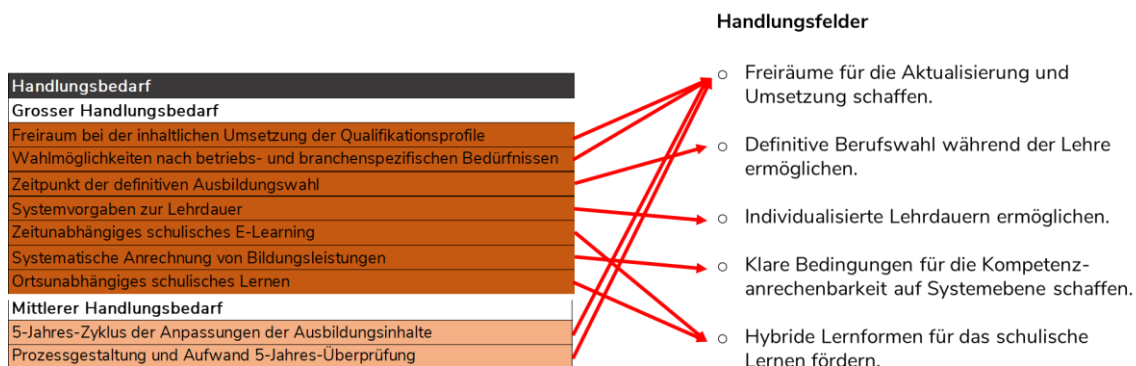 Handlungsfelder
Handlungsbedarf
Grosser Handlungsbedarf
Freiraum bei der inhaltlichen Umsetzung der Qualifikationsprofile
Wahlmöglichkeiten nach betriebs- und branchenspezifischen Bedürfnissen
Zeitpunkt der definitiven Ausbildungswahl
Systemvorgaben zur Lehrdauer
Zeitunabhängiges schulisches E-Learning
Systematische Anrechnung von Bildungsleistungen
Ortsunabhängiges schulisches Lernen
Mittlerer Handlungsbedarf
5-Jahres-Zyklus der Anpassungen der Ausbildungsinhalte
Prozessgestaltung und Aufwand 5-Jahres-Überprüfung
○ Freiräume für die Aktualisierung und
Umsetzung schaffen.
○ Definitive Berufswahl während der Lehre
ermöglichen.
○ Individualisierte Lehrdauern ermöglichen.
○ Klare Bedingungen für die Kompetenz-
anrechenbarkeit auf Systemebene schaffen.
○ Hybride Lernformen für das schulische
Lernen fördern.